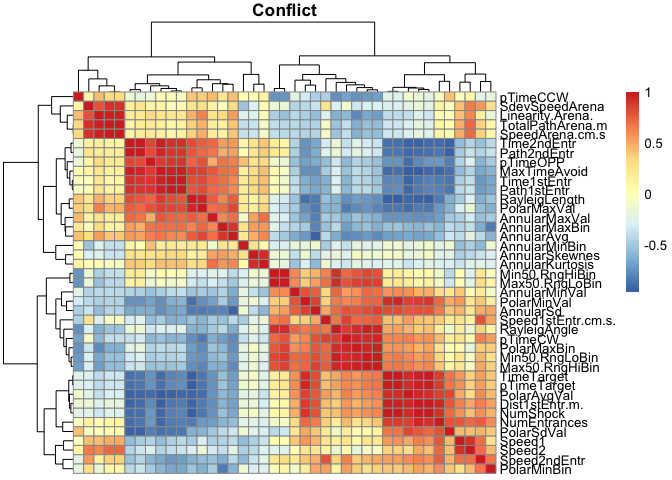 Conflict
pTimeCCW
SdevSpeedArena
Linearity.Arena.
TotalPathArena.m
SpeedArena.cm.s
Time2ndEntr
Path2ndEntr
pTimeOPP
MaxTimeAvoid
Time1stEntr
Path1stEntr
RayleigLength
PolarMaxVal
AnnularMaxVal
AnnularMaxBin
AnnularAvg
AnnularMinBin
AnnularSkewnes
AnnularKurtosis
Min50.RngHiBin
Max50.RngLoBin
AnnularMinVal
PolarMinVal
AnnularSd
Speed1stEntr.cm.s.
RayleigAngle
pTimeCW
PolarMaxBin
Min50.RngLoBin
Max50.RngHiBin
TimeTarget
pTimeTarget
PolarAvgVal
Dist1stEntr.m.
NumShock
NumEntrances
PolarSdVal
Speed1
Speed2
Speed2ndEntr
PolarMinBin
1
0.5
0
-0.5